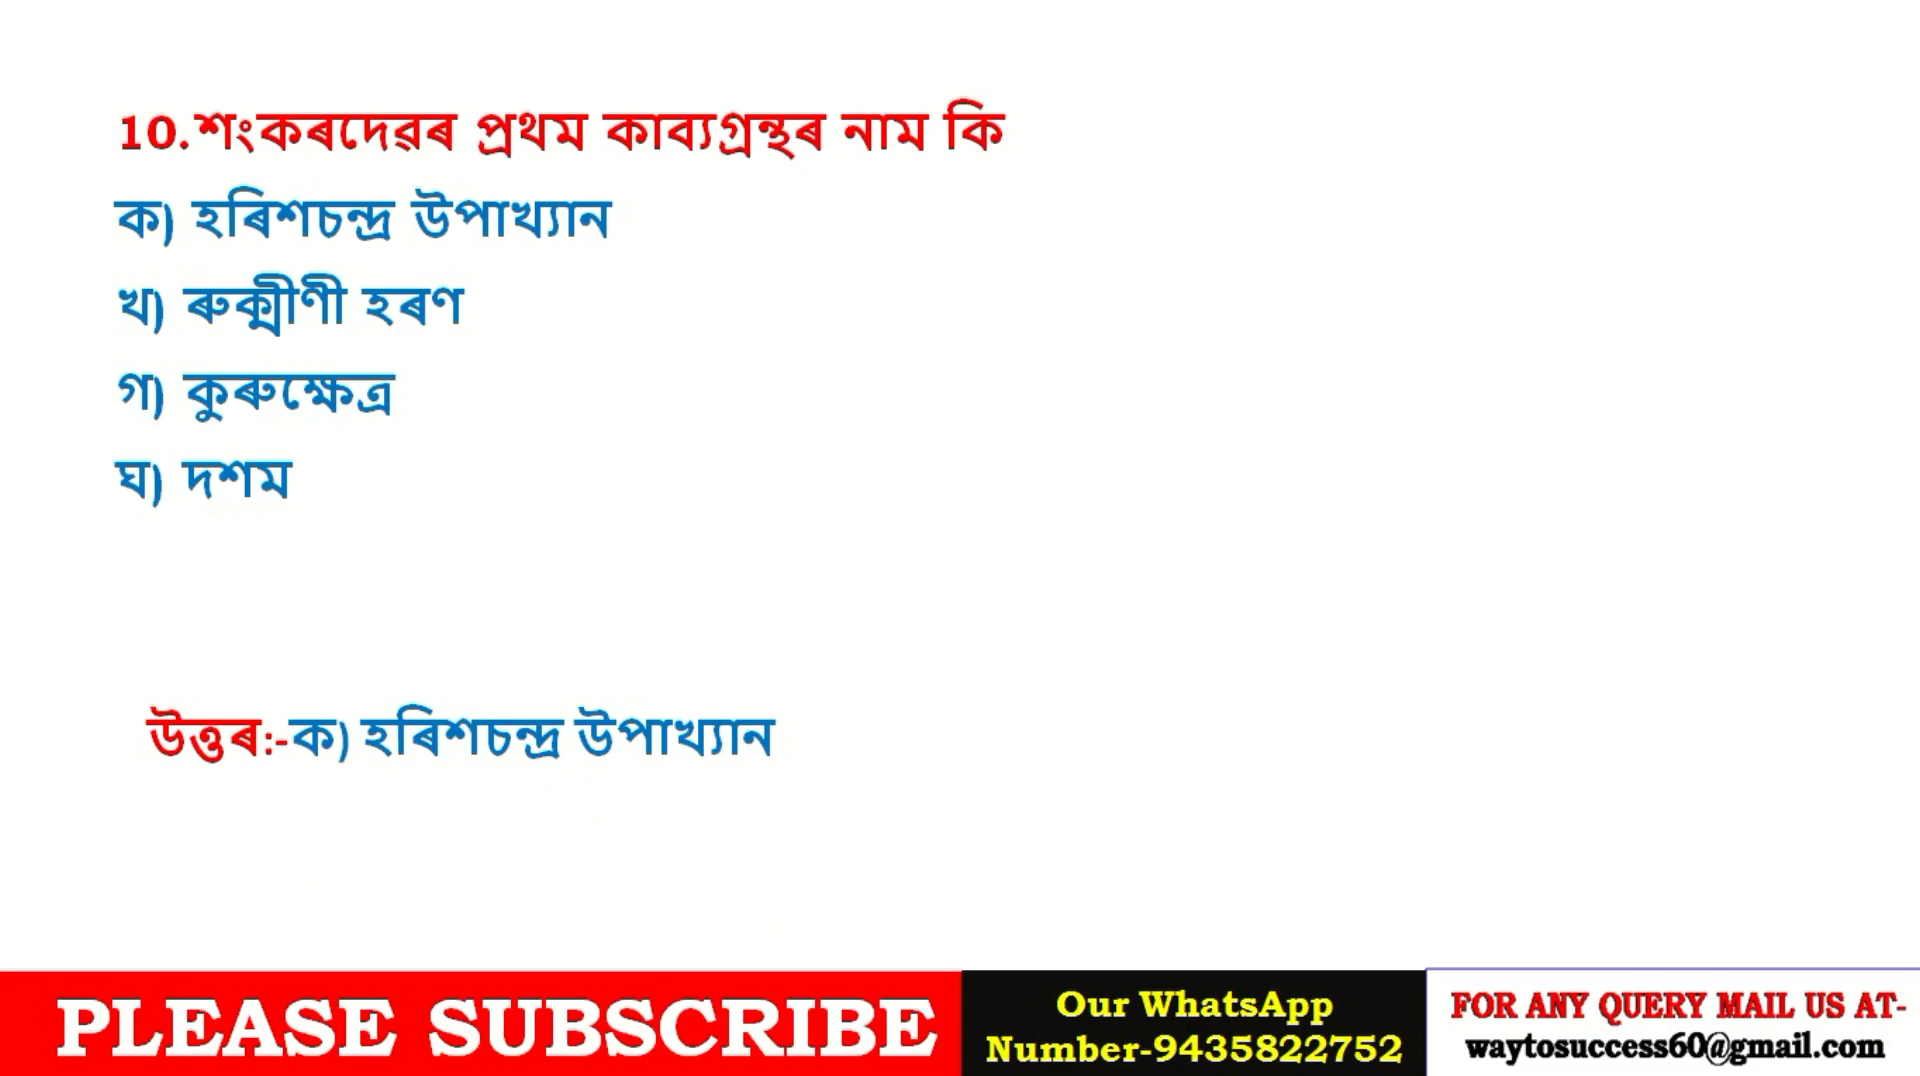 10.শংকৰদেৱৰ প্ৰথম কাব্যগ্ৰন্থৰ নাম কি
ক) হৰিশচন্দ্ৰ উপাখ্যান
খ) ৰুক্মীণী হৰণ
গ) কুৰুক্ষেত্ৰ
ঘ) দশম
উত্তৰ:-ক) হৰিশচন্দ্ৰ উপাখ্যান
PLEASE SUBSCRIBE
Our WhatsApp
Number-9435822752
FOR ANY QUERY MAIL US AT-
waytosuccess60@gmail.com